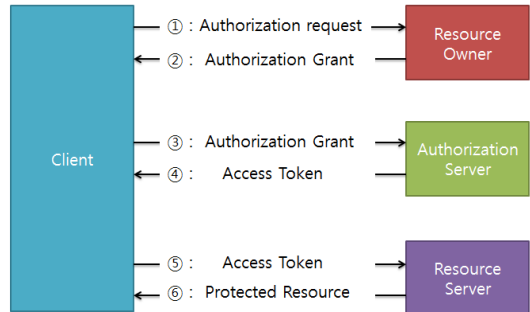 ① : Authorization request
Resource
Owner
② : Authorization Grant
Client
③ : Authorization Grant
Authorization
Server
④ : Access Token
⑤ : Access Token
Resource
Server
⑥ : Protected Resource